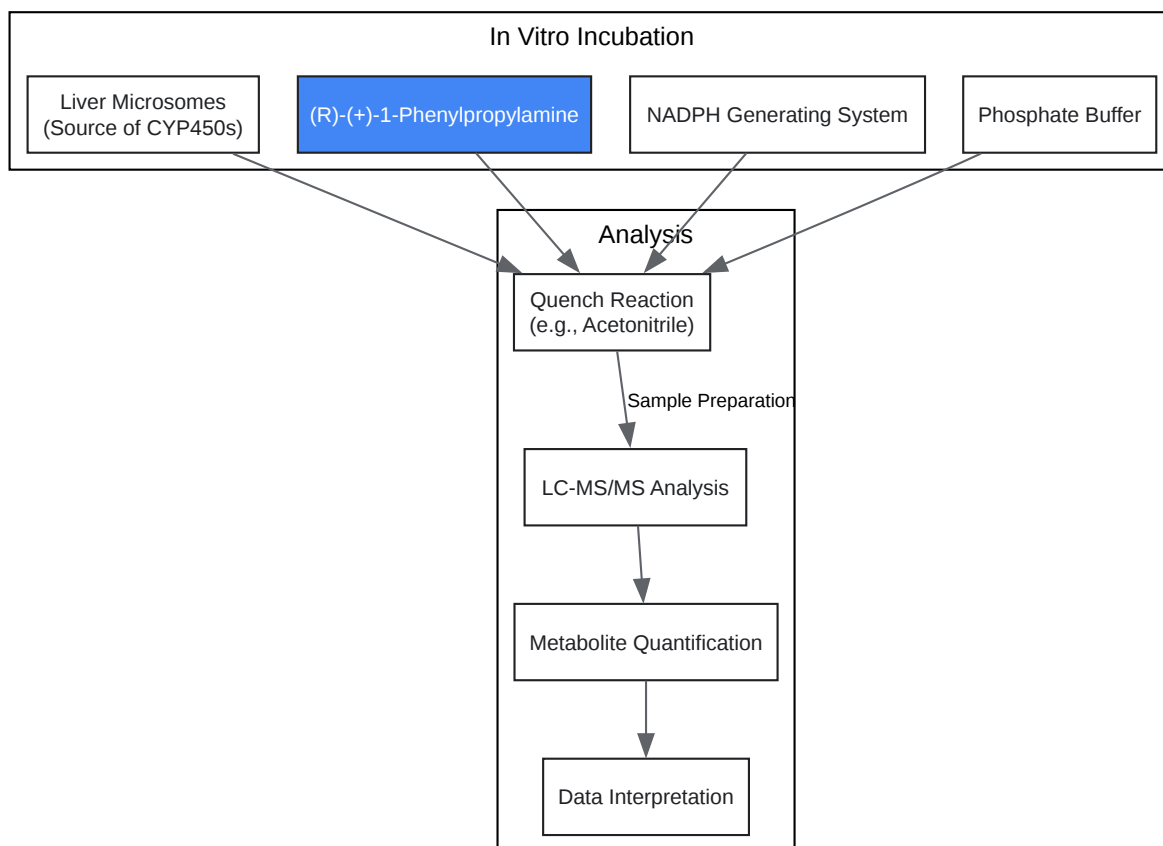 In Vitro Incubation
Liver Microsomes
(Source of CYP450s)
(R)-(+)-1-Phenylpropylamine
NADPH Generating System
Phosphate Buffer
Analysis
Quench Reaction
(e.g., Acetonitrile)
Sample Preparation
LC-MS/MS Analysis
Metabolite Quantification
Data Interpretation